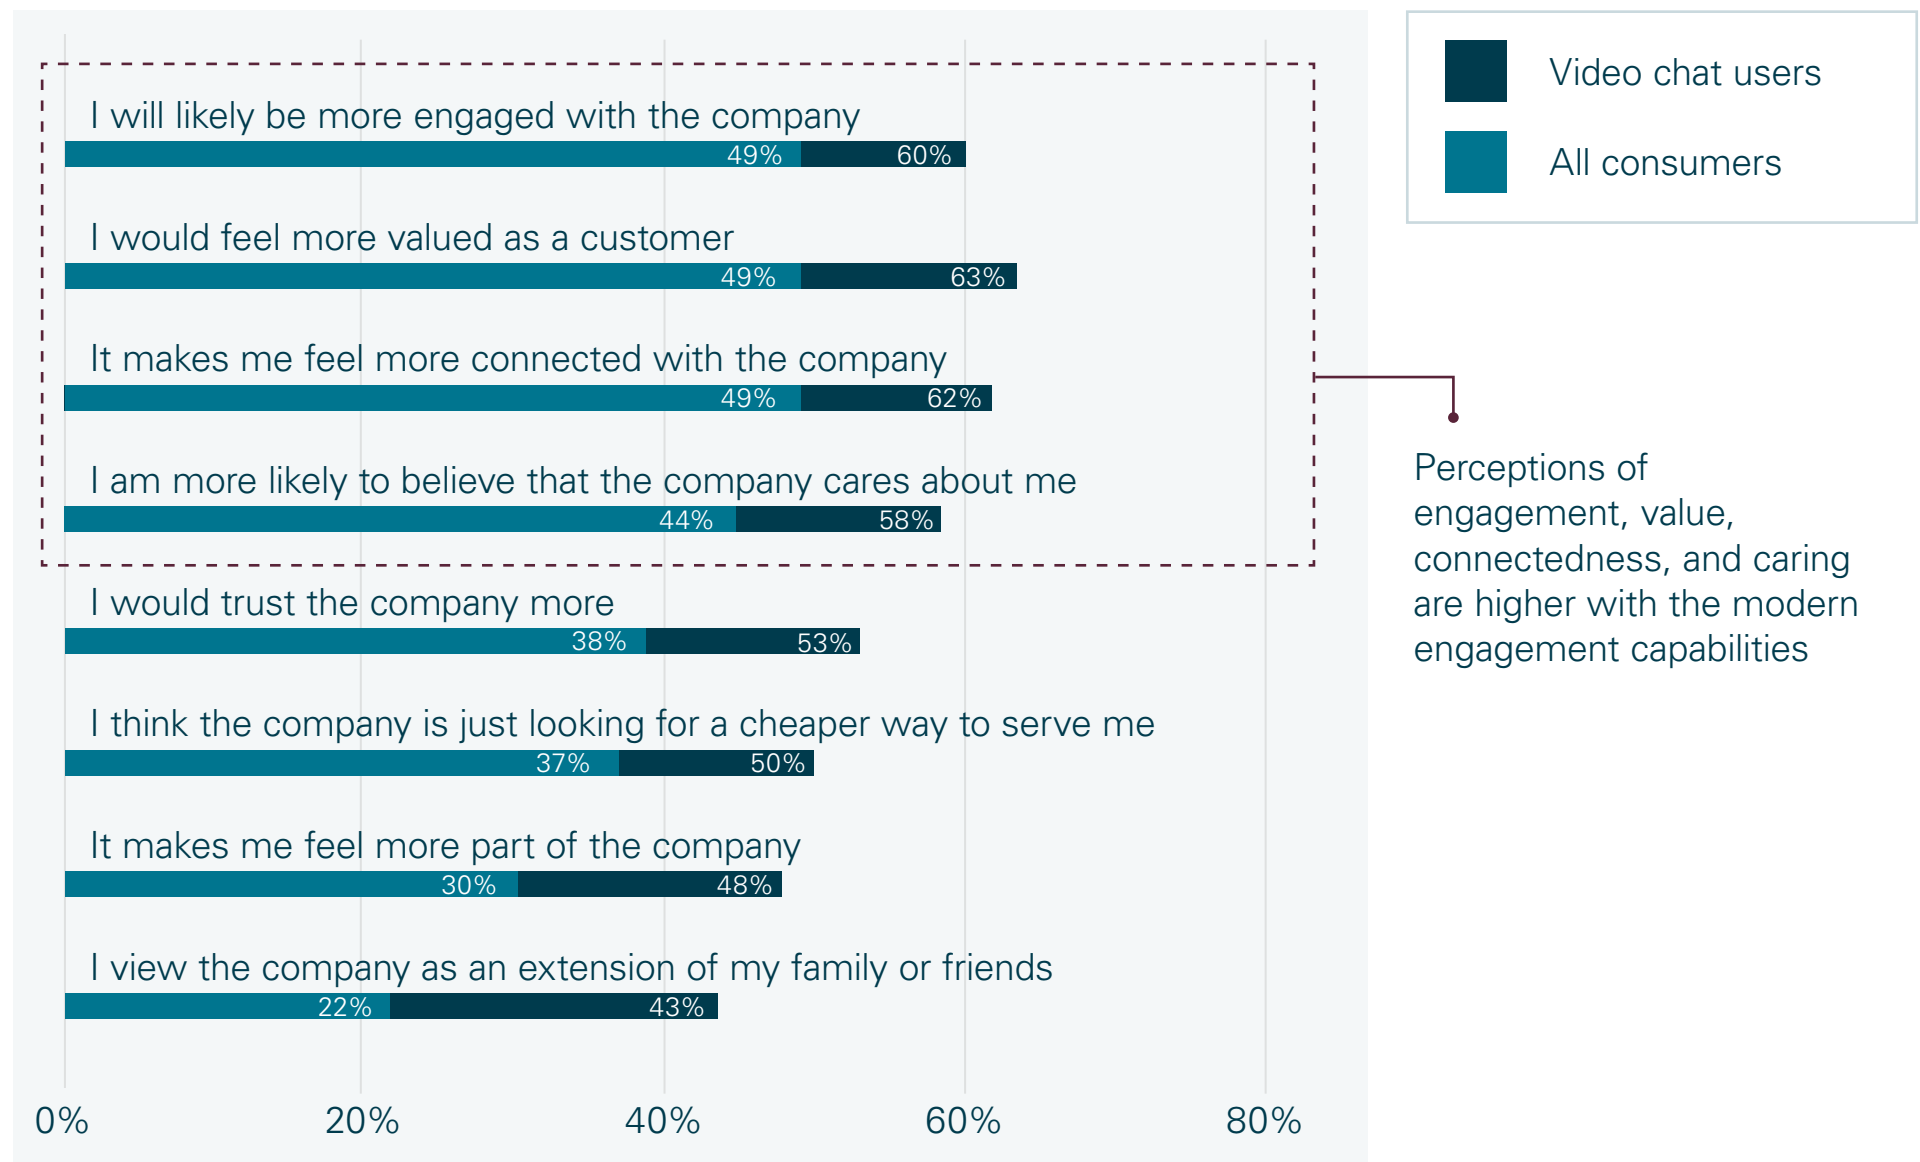 I will likely be more engaged with the company
49% 60%
I would feel more valued as a customer
49% 63%
It makes me feel more connected with the company
49% 62%
I am more likely to believe that the company cares about me
44% 58%
I would trust the company more
38% 53%
I think the company is just looking for a cheaper way to serve me
37% 50%
It makes me feel more part of the company
30% 48%
I view the company as an extension of my family or friends
22% 43%
0% 20% 40% 60% 80%
Video chat users
All consumers
Perceptions of
engagement, value,
connectedness, and caring
are higher with the modern
engagement capabilities